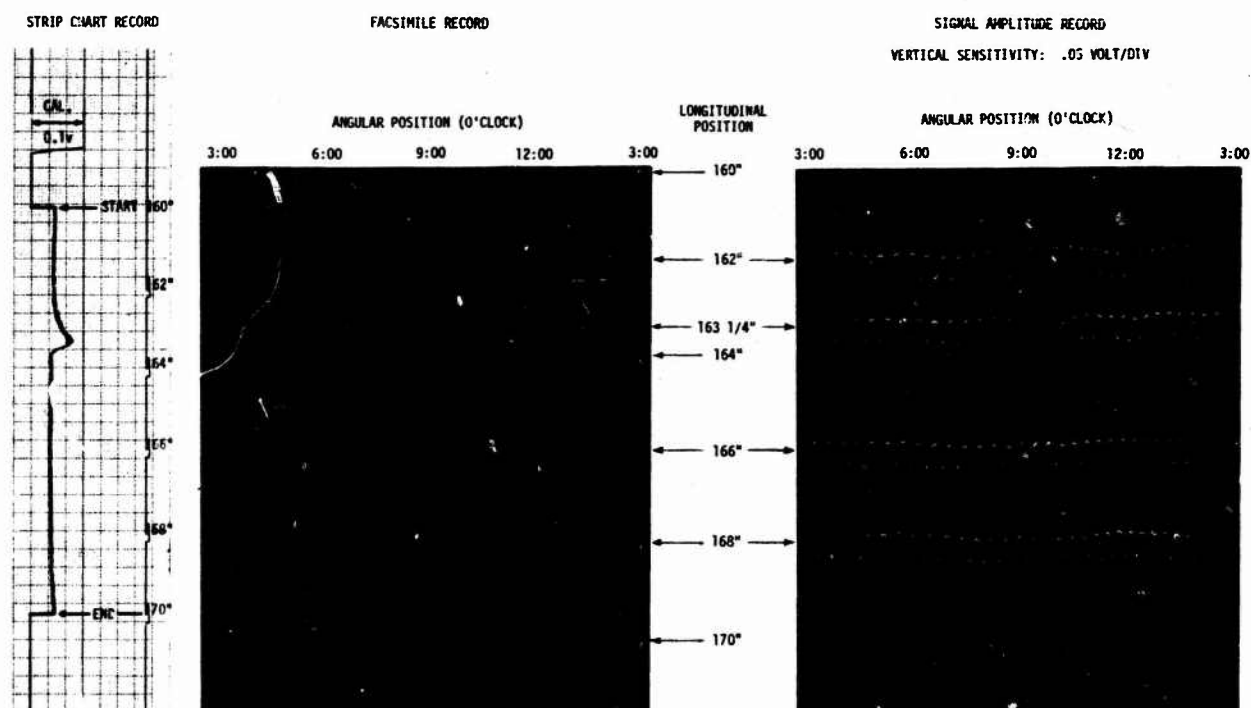 STRIP CHART RECORD
FACSIMILE RECORD
SIGNAL AMPLITUDE RECORD
VERTICAL SENSITIVITY: .05 VOLT/DIV
CAL.
0.1v
ANGULAR POSITION (O'CLOCK)
LONGITUDINAL
POSITION
ANGULAR POSITION (O'CLOCK)
3:00 6:00 9:00 12:00 3:00
3:00 6:00 9:00 12:00 3:00
START 160"
162"
164"
166"
168"
END 170"
160"
162"
163 1/4"
164"
166"
168"
170"